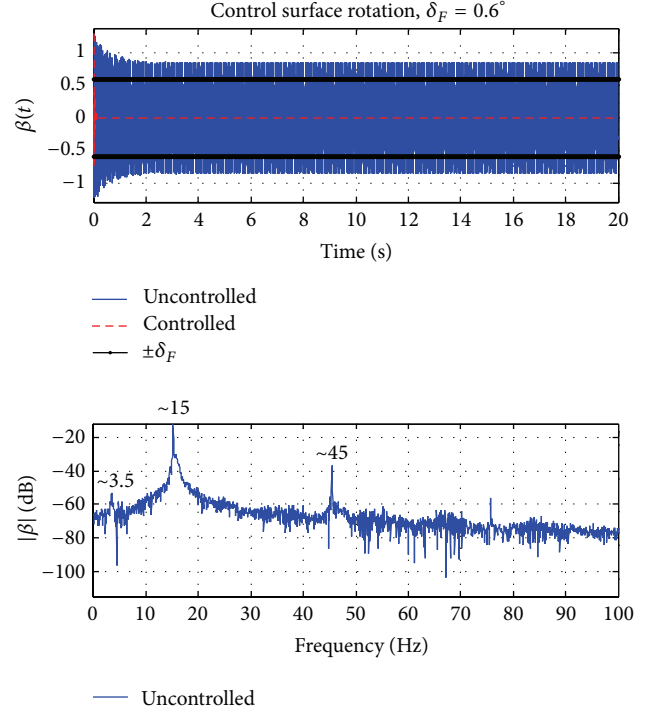 Control surface rotation, δ_F = 0.6°
1
0.5
0
−0.5
−1
β(t)
0 2 4 6 8 10 12 14 16 18 20
Time (s)
Uncontrolled
Controlled
±δ_F
~15
−20
~45
−40
~3.5
−60
−80
−100
|β| (dB)
0 10 20 30 40 50 60 70 80 90 100
Frequency (Hz)
Uncontrolled